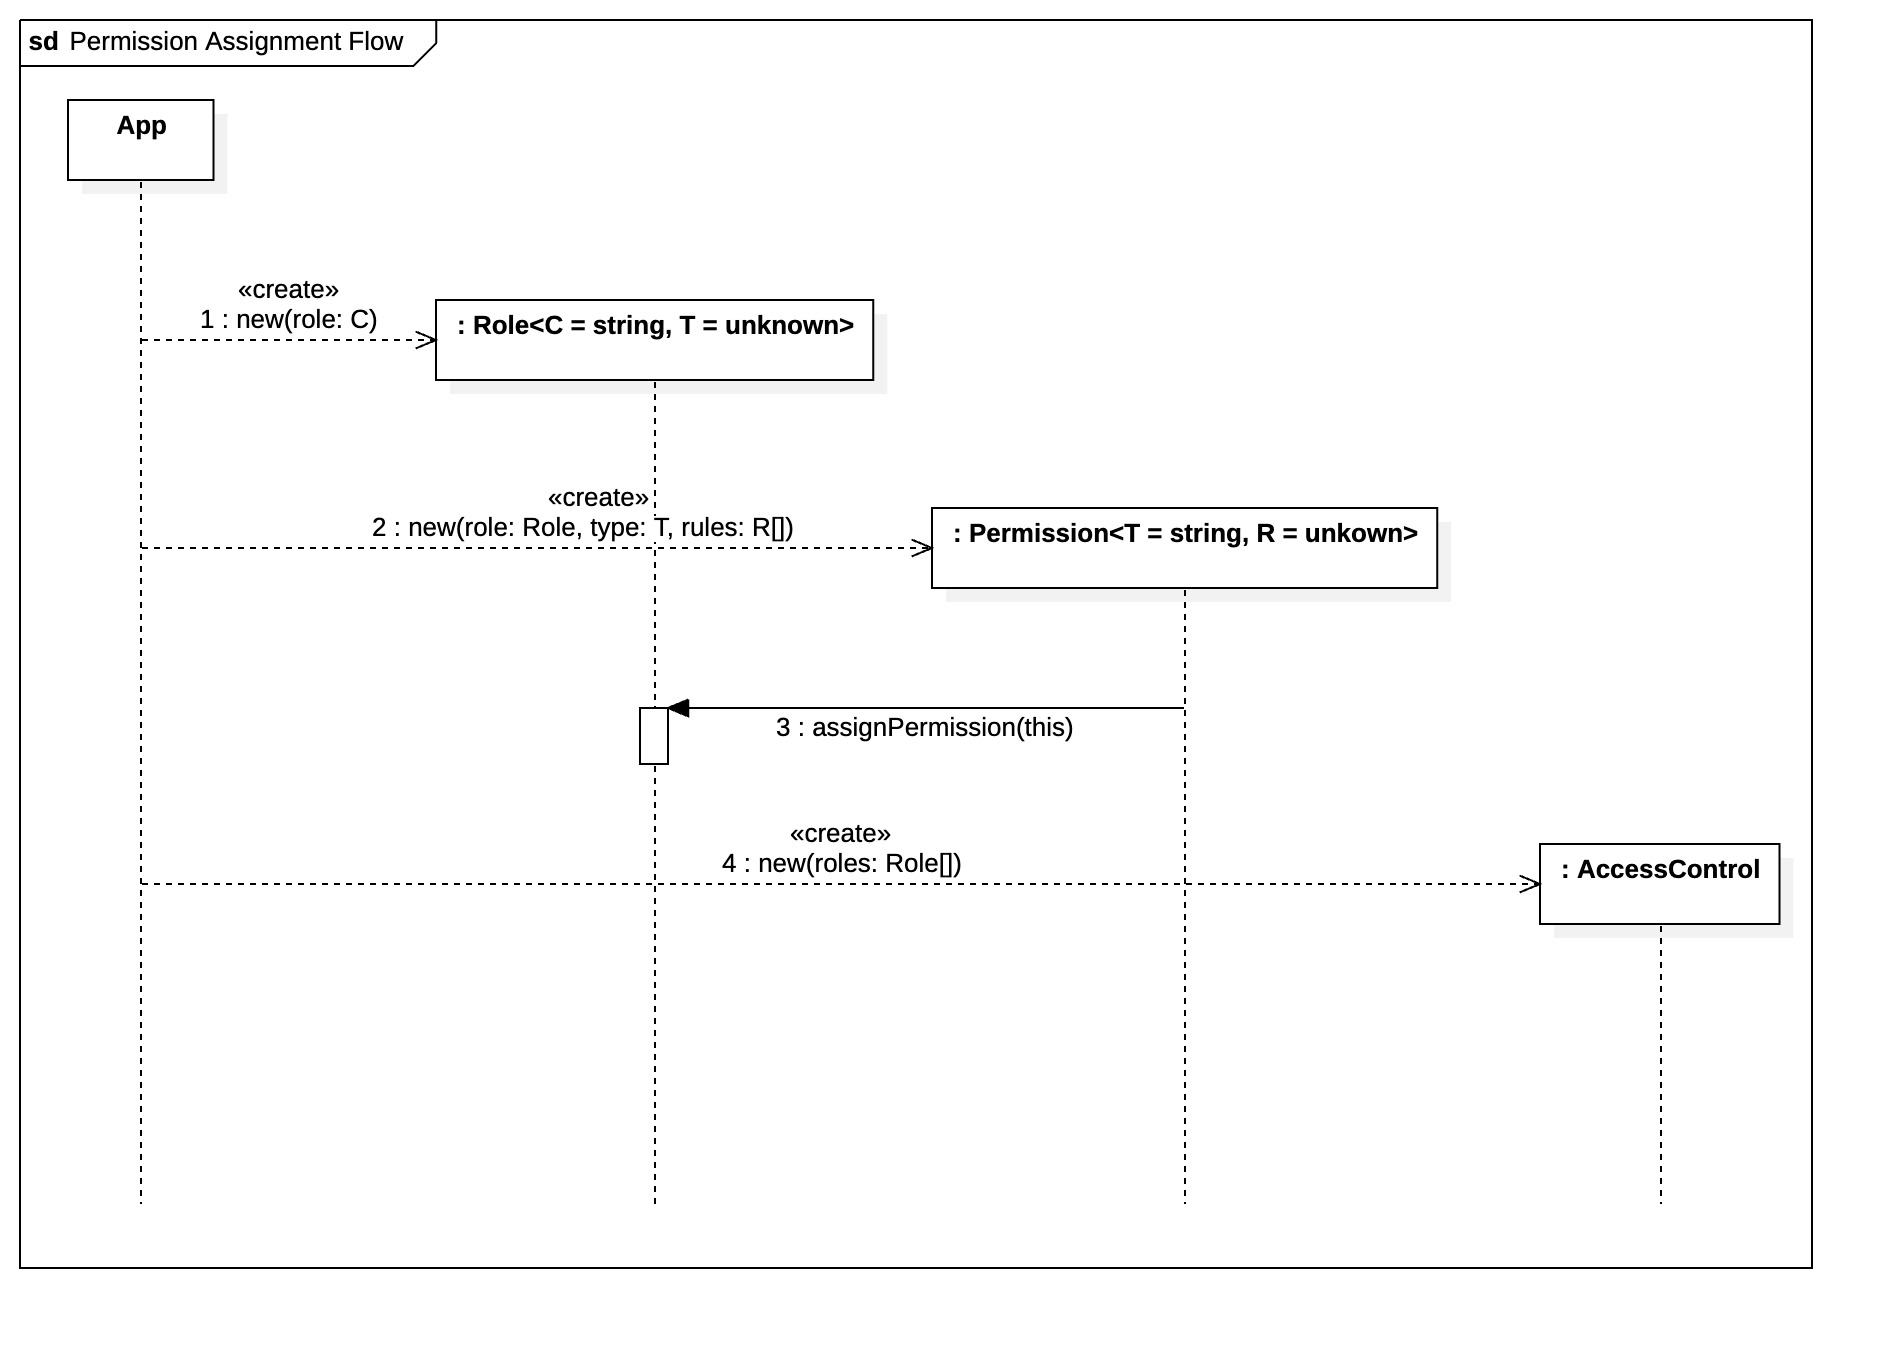 sd Permission Assignment Flow
App
«create»
1 : new(role: C)
: Role<C = string, T = unknown>
«create»
2 : new(role: Role, type: T, rules: R[])
: Permission<T = string, R = unkown>
3 : assignPermission(this)
«create»
4 : new(roles: Role[])
: AccessControl